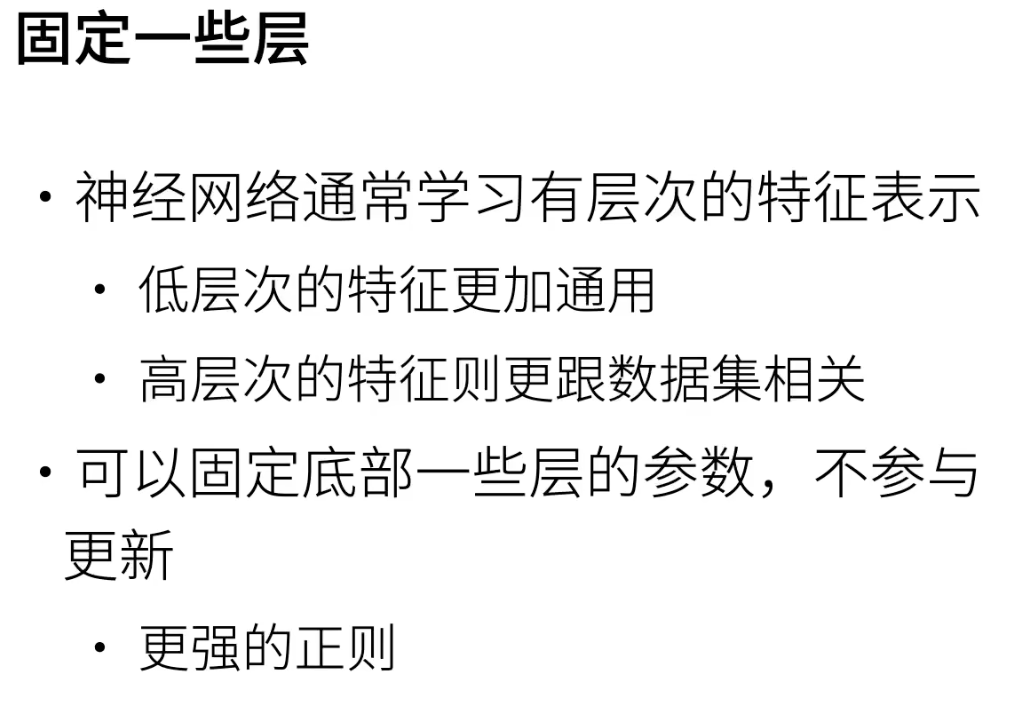 固定一些层
• 神经网络通常学习有层次的特征表示
• 低层次的特征更加通用
• 高层次的特征则更跟数据集相关
• 可以固定底部一些层的参数，不参与
更新
• 更强的正则